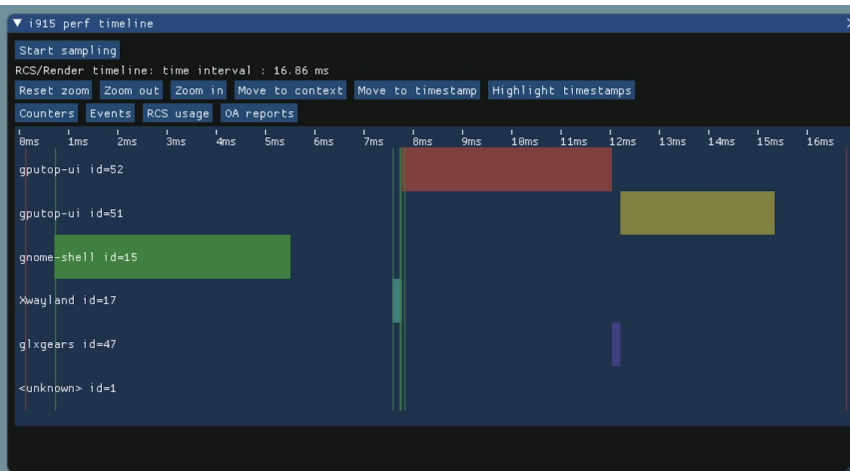 ▼ i915 perf timeline
Start sampling
RCS/Render timeline: time interval : 16.86 ms
Reset zoom Zoom out Zoom in Move to context Move to timestamp Highlight timestamps
Counters Events RCS usage OA reports
0ms 1ms 2ms 3ms 4ms 5ms 6ms 7ms 8ms 9ms 10ms 11ms 12ms 13ms 14ms 15ms 16ms
gputop-ui id=52
gputop-ui id=51
gnome-shell id=15
Xwayland id=17
glxgears id=47
<unknown> id=1